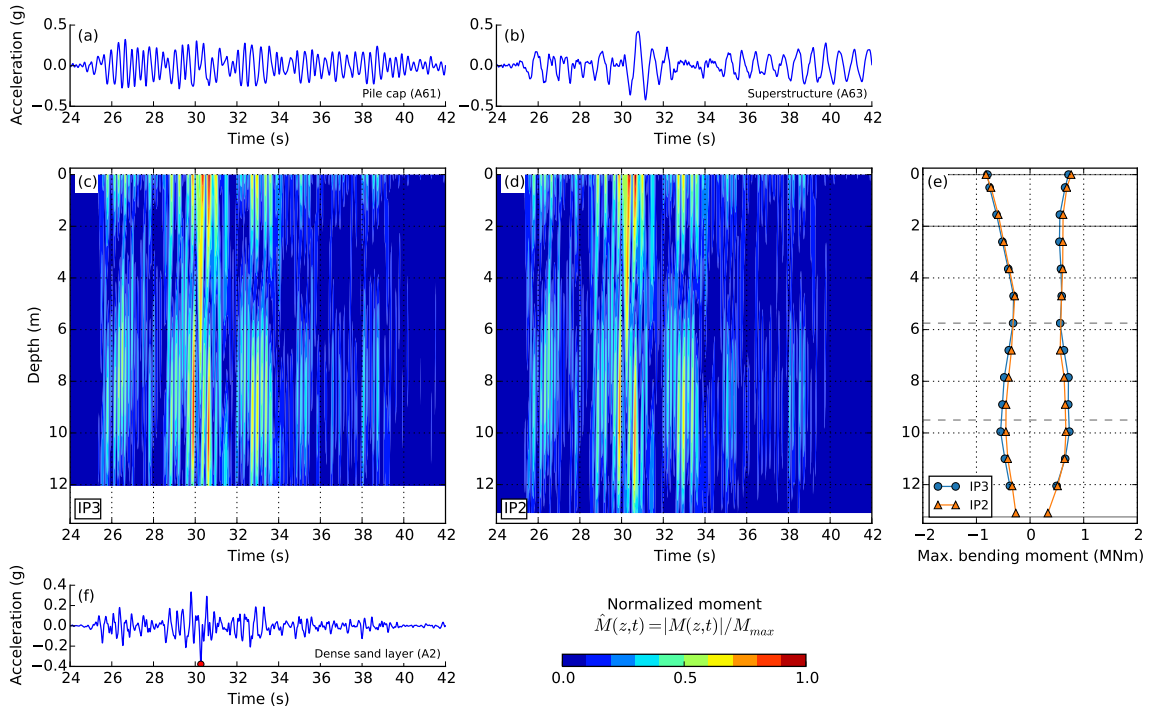 Acceleration (g)
0.5
0.0
−0.5
(a)
Pile cap (A61)
24 26 28 30 32 34 36 38 40 42
Time (s)
0.5
0.0
−0.5
(b)
Superstructure (A63)
24 26 28 30 32 34 36 38 40 42
Time (s)
Depth (m)
0
2
4
6
8
10
12
(c)
IP3
24 26 28 30 32 34 36 38 40 42
Time (s)
0
2
4
6
8
10
12
(d)
IP2
24 26 28 30 32 34 36 38 40 42
Time (s)
0
2
4
6
8
10
12
(e)
IP3
IP2
−2 −1 0 1 2
Max. bending moment (MNm)
Acceleration (g)
0.4
0.2
0.0
−0.2
−0.4
(f)
Dense sand layer (A2)
24 26 28 30 32 34 36 38 40 42
Time (s)
Normalized moment
M̂(z,t)=|M(z,t)|/M_max
0.0 0.5 1.0